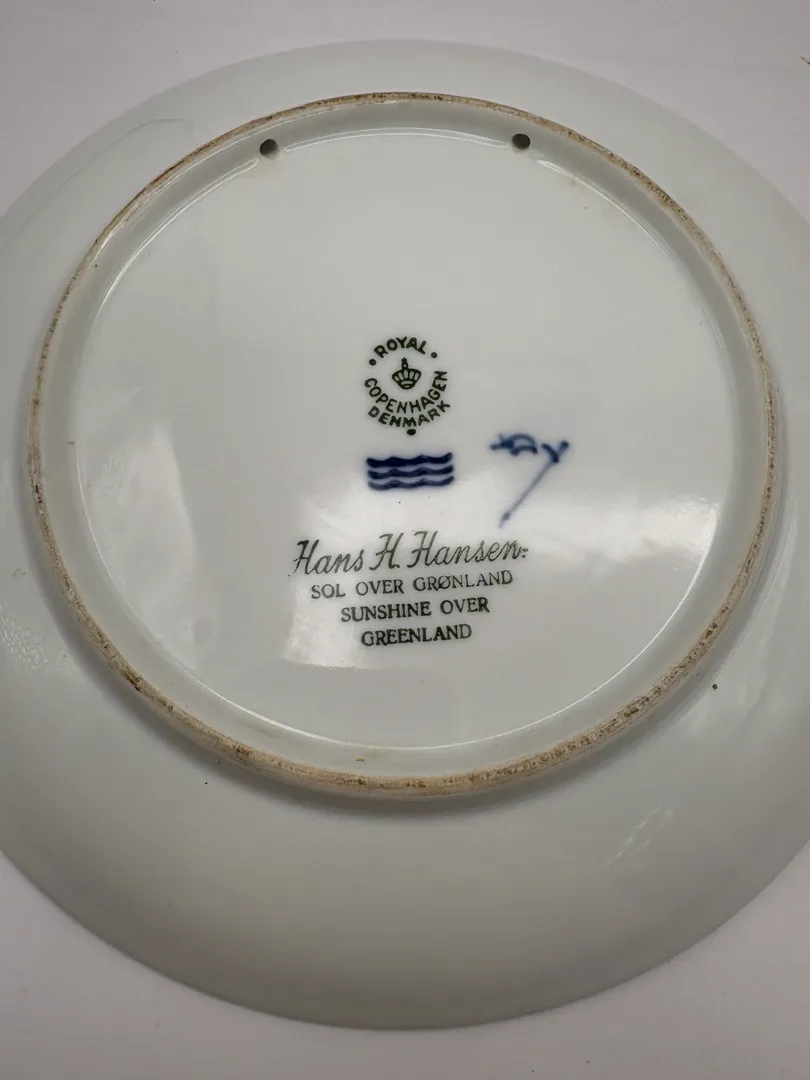 ROYAL
COPENHAGEN
DENMARK
Hans H. Hansen:
SOL OVER GRØNLAND
SUNSHINE OVER
GREENLAND